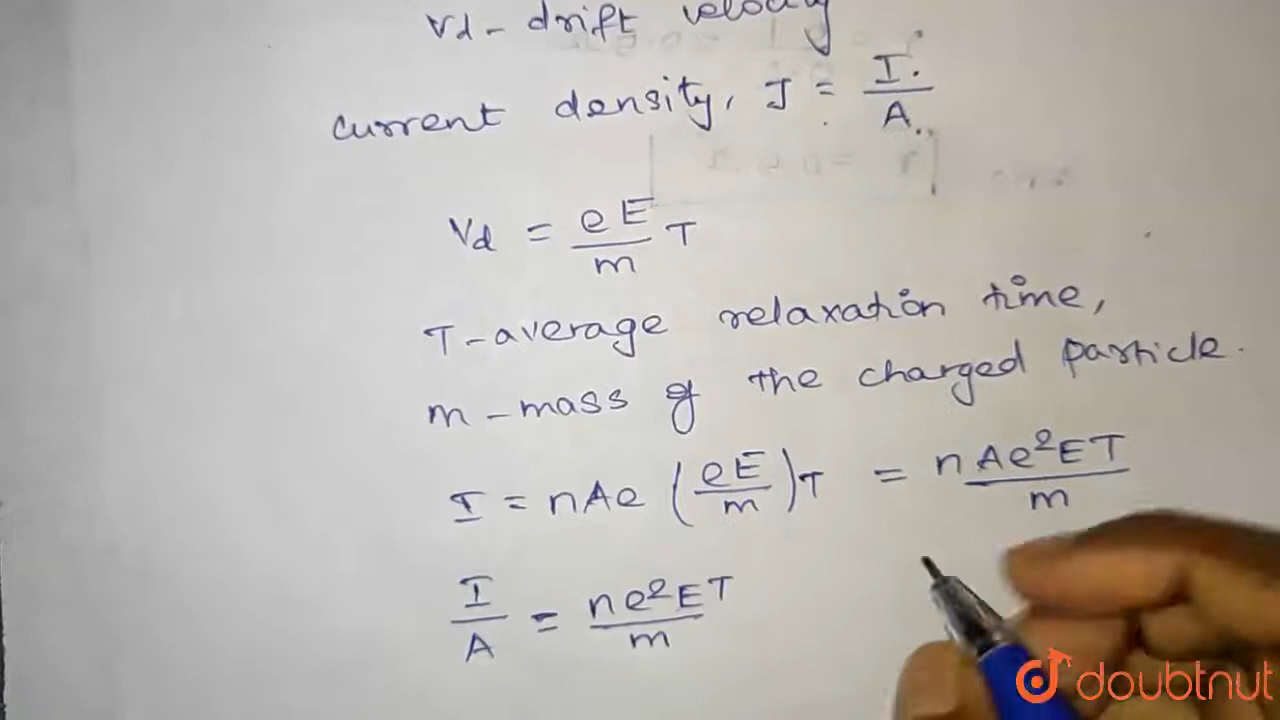 Vd - drift velocity
current density, J = I/A
Vd = eE/m T
T - average relaxation time,
m - mass of the charged particle.
I = nAe (eE/m)T = nAe²ET/m
I/A = ne²ET/m
doubtnut